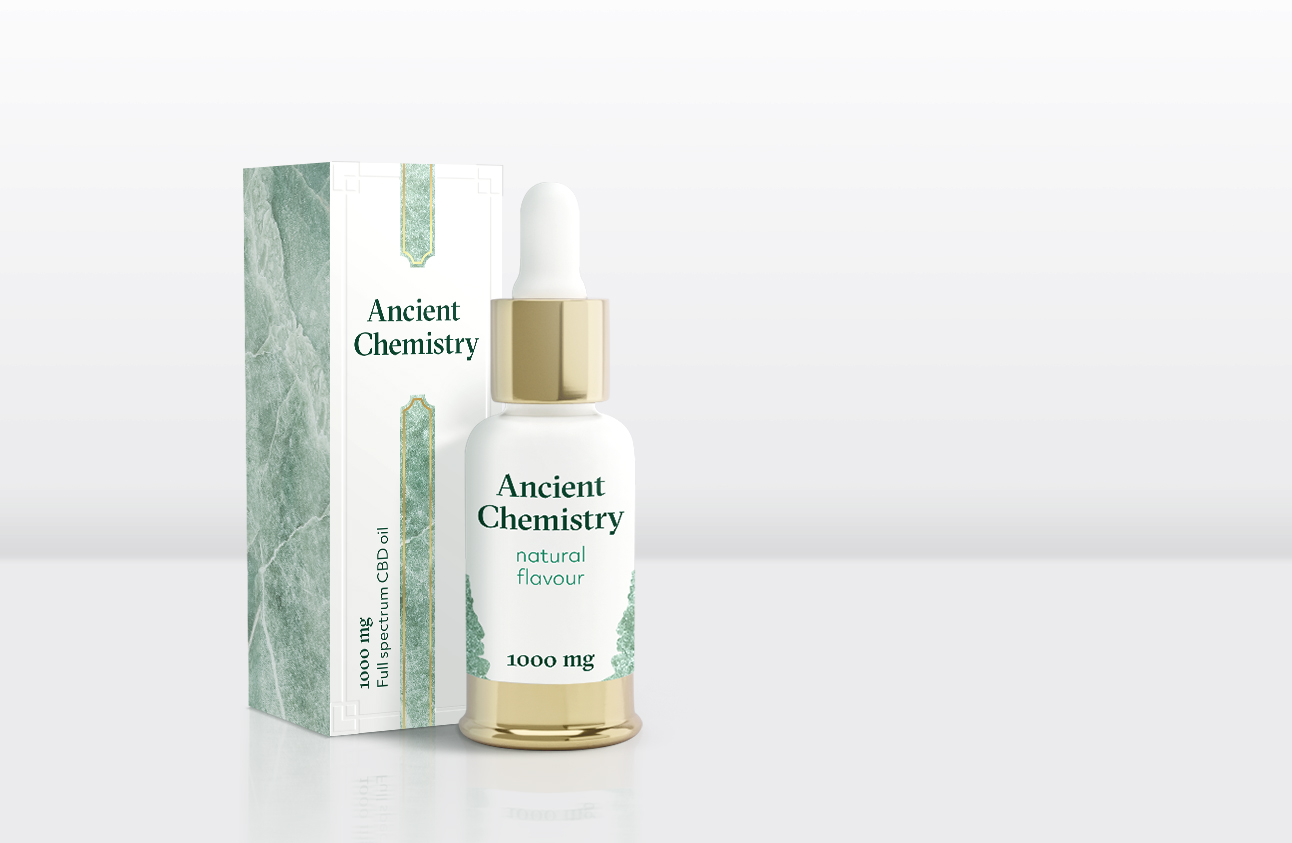 Ancient
Chemistry
1000 mg
Full spectrum CBD oil
Ancient
Chemistry
natural
flavour
1000 mg